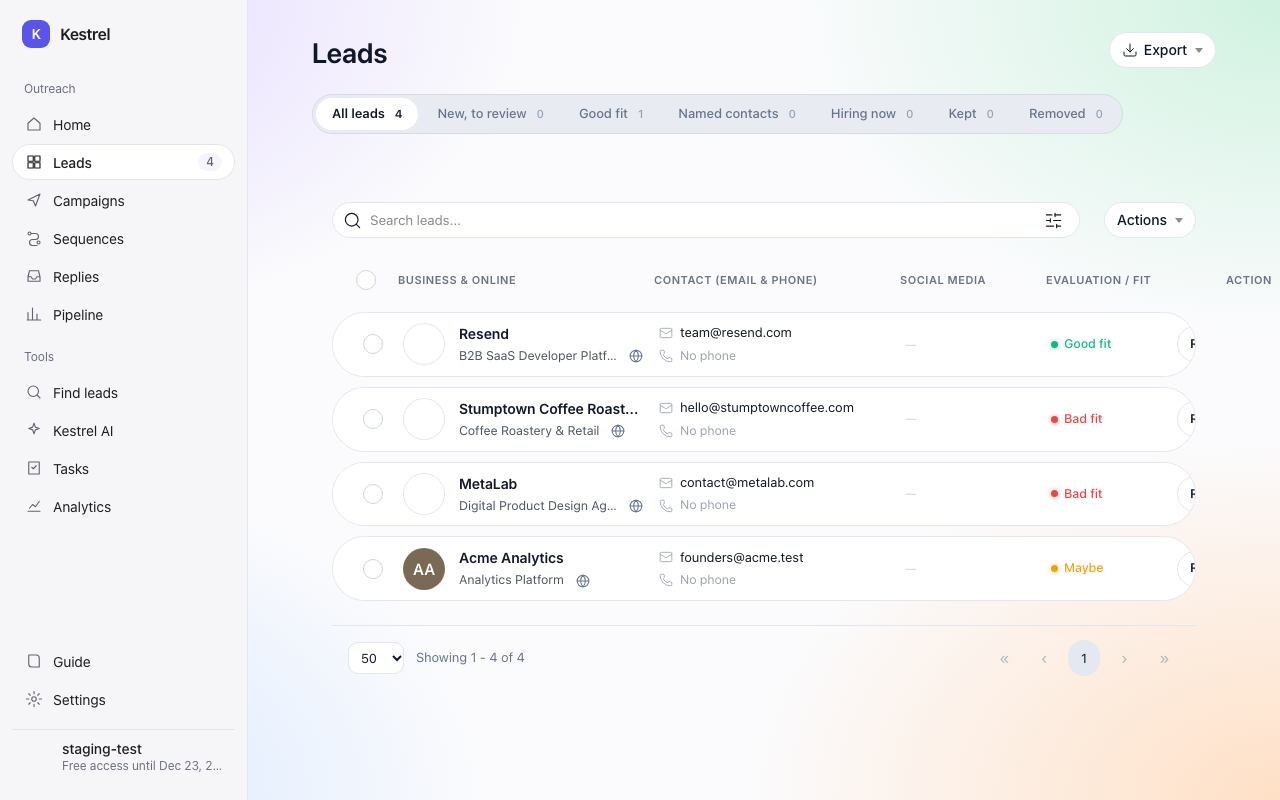 K Kestrel
Outreach
Home
Leads 4
Campaigns
Sequences
Replies
Pipeline
Tools
Find leads
Kestrel AI
Tasks
Analytics
Guide
Settings
staging-test
Free access until Dec 23, 2...
Leads
Export
All leads 4 New, to review 0 Good fit 1 Named contacts 0 Hiring now 0 Kept 0 Removed 0
Search leads...
Actions
BUSINESS & ONLINE CONTACT (EMAIL & PHONE) SOCIAL MEDIA EVALUATION / FIT ACTION
Resend
B2B SaaS Developer Platf...
team@resend.com
No phone
—
Good fit
Stumptown Coffee Roast...
Coffee Roastery & Retail
hello@stumptowncoffee.com
No phone
—
Bad fit
MetaLab
Digital Product Design Ag...
contact@metalab.com
No phone
—
Bad fit
AA
Acme Analytics
Analytics Platform
founders@acme.test
No phone
—
Maybe
50 Showing 1 - 4 of 4
« ‹ 1 › »